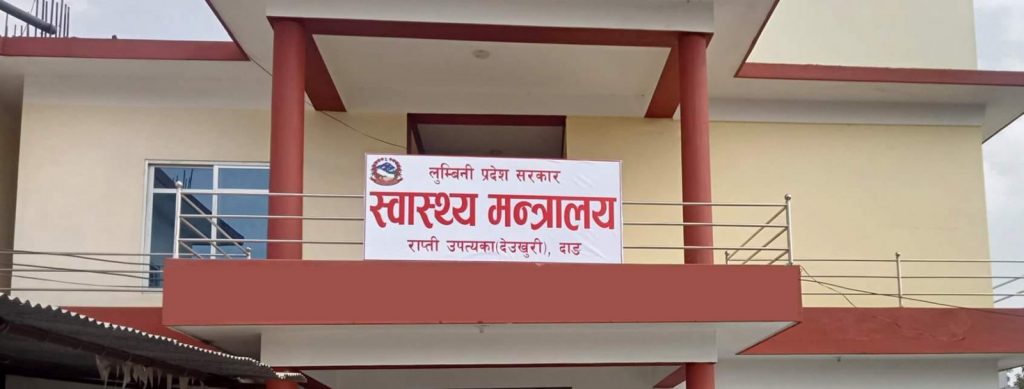 लुम्बिनी प्रदेश सरकार
स्वास्थ्य मन्त्रालय
राप्ती उपत्यका(देउखुरी), दाङ